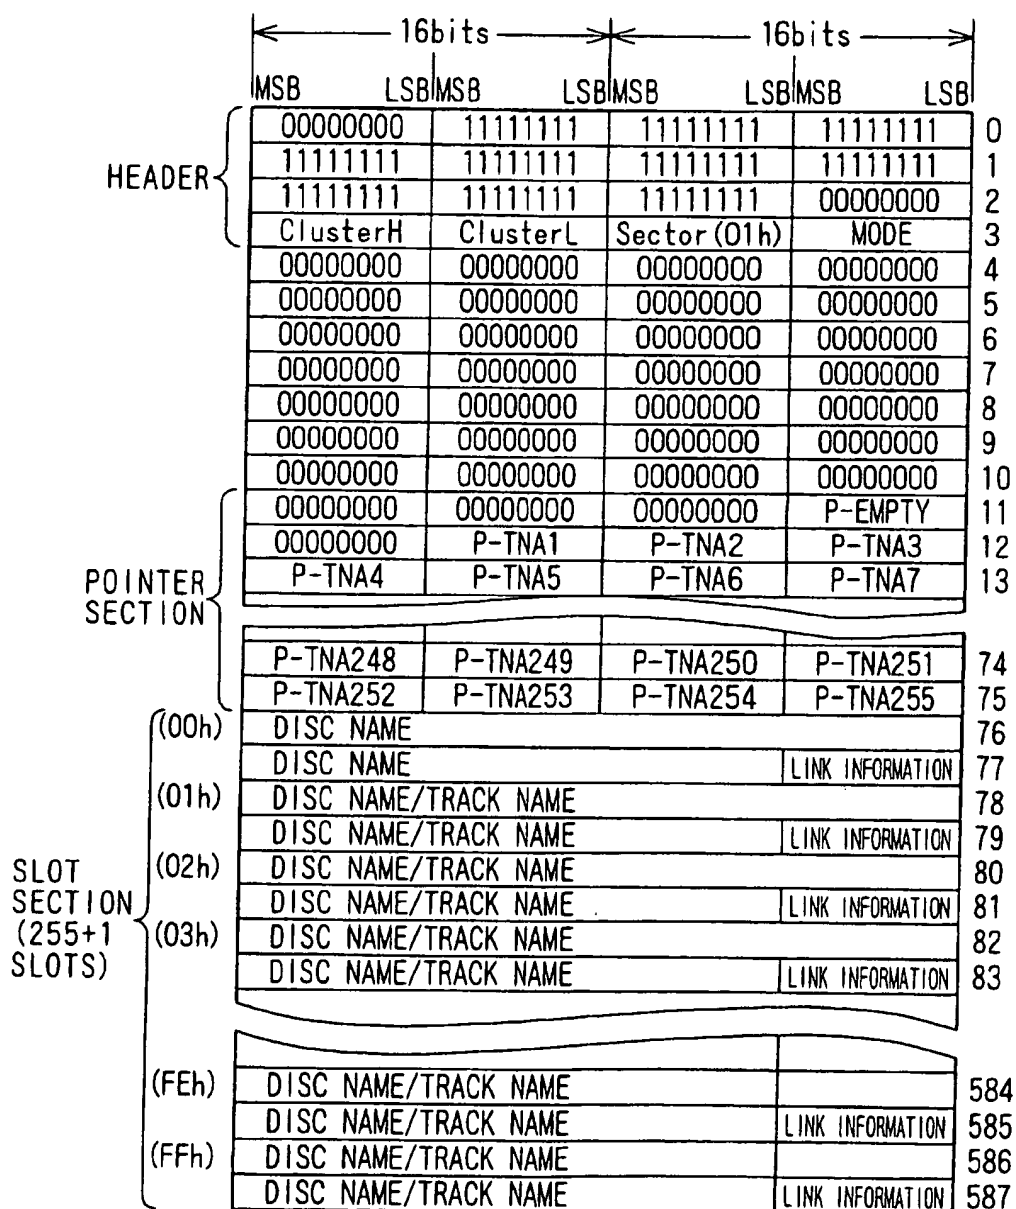 16bits 16bits
MSB LSB MSB LSB MSB LSB MSB LSB
00000000 11111111 11111111 11111111 0
11111111 11111111 11111111 11111111 1
HEADER
11111111 11111111 11111111 00000000 2
ClusterH ClusterL Sector(01h) MODE 3
00000000 00000000 00000000 00000000 4
00000000 00000000 00000000 00000000 5
00000000 00000000 00000000 00000000 6
00000000 00000000 00000000 00000000 7
00000000 00000000 00000000 00000000 8
00000000 00000000 00000000 00000000 9
00000000 00000000 00000000 00000000 10
00000000 00000000 00000000 P-EMPTY 11
00000000 P-TNA1 P-TNA2 P-TNA3 12
P-TNA4 P-TNA5 P-TNA6 P-TNA7 13
POINTER
SECTION
P-TNA248 P-TNA249 P-TNA250 P-TNA251 74
P-TNA252 P-TNA253 P-TNA254 P-TNA255 75
(00h) DISC NAME 76
DISC NAME LINK INFORMATION 77
(01h) DISC NAME/TRACK NAME 78
DISC NAME/TRACK NAME LINK INFORMATION 79
(02h) DISC NAME/TRACK NAME 80
DISC NAME/TRACK NAME LINK INFORMATION 81
(03h) DISC NAME/TRACK NAME 82
DISC NAME/TRACK NAME LINK INFORMATION 83
SLOT
SECTION
(255+1
SLOTS)
(FEh) DISC NAME/TRACK NAME 584
DISC NAME/TRACK NAME LINK INFORMATION 585
(FFh) DISC NAME/TRACK NAME 586
DISC NAME/TRACK NAME LINK INFORMATION 587